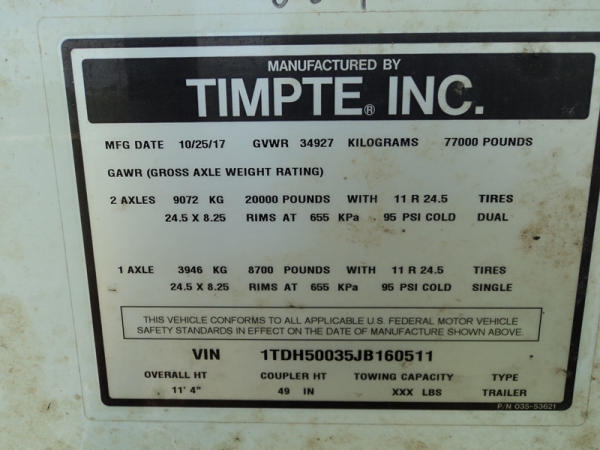 MANUFACTURED BY
TIMPTE® INC.
MFG DATE 10/25/17 GVWR 34927 KILOGRAMS 77000 POUNDS
GAWR (GROSS AXLE WEIGHT RATING)
2 AXLES 9072 KG 20000 POUNDS WITH 11 R 24.5 TIRES
24.5 X 8.25 RIMS AT 655 KPa 95 PSI COLD DUAL
1 AXLE 3946 KG 8700 POUNDS WITH 11 R 24.5 TIRES
24.5 X 8.25 RIMS AT 655 KPa 95 PSI COLD SINGLE
THIS VEHICLE CONFORMS TO ALL APPLICABLE U.S. FEDERAL MOTOR VEHICLE
SAFETY STANDARDS IN EFFECT ON THE DATE OF MANUFACTURE SHOWN ABOVE.
VIN 1TDH50035JB160511
OVERALL HT COUPLER HT TOWING CAPACITY TYPE
11' 4" 49 IN XXX LBS TRAILER
P/N 035-53621